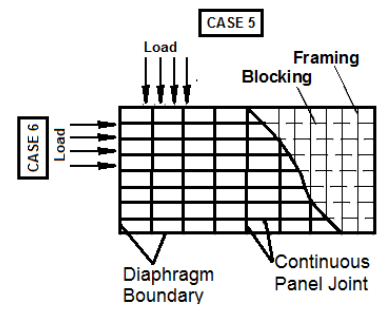 CASE 5
Load
Framing
Blocking
CASE 6
Load
Diaphragm
Boundary
Continuous
Panel Joint